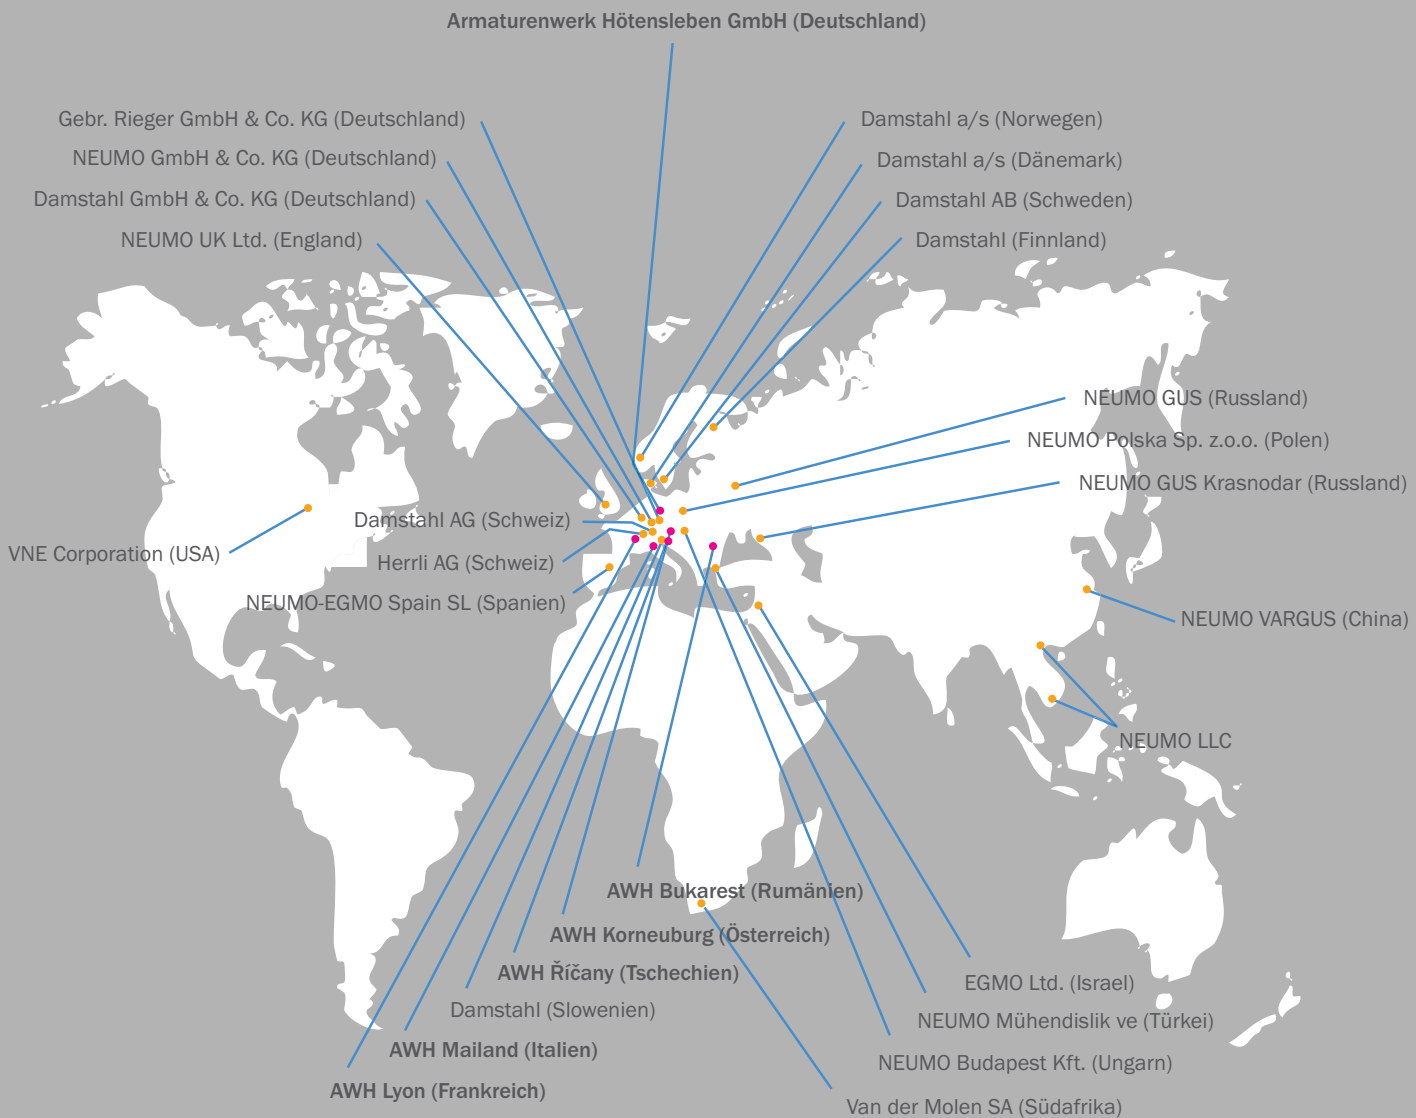 Armaturenwerk Hötensleben GmbH (Deutschland)
Gebr. Rieger GmbH & Co. KG (Deutschland)
NEUMO GmbH & Co. KG (Deutschland)
Damstahl GmbH & Co. KG (Deutschland)
NEUMO UK Ltd. (England)
Damstahl a/s (Norwegen)
Damstahl a/s (Dänemark)
Damstahl AB (Schweden)
Damstahl (Finnland)
NEUMO GUS (Russland)
NEUMO Polska Sp. z.o.o. (Polen)
NEUMO GUS Krasnodar (Russland)
Damstahl AG (Schweiz)
VNE Corporation (USA)
Herrli AG (Schweiz)
NEUMO-EGMO Spain SL (Spanien)
NEUMO VARGUS (China)
NEUMO LLC
AWH Bukarest (Rumänien)
AWH Korneuburg (Österreich)
AWH Říčany (Tschechien)
Damstahl (Slowenien)
AWH Mailand (Italien)
AWH Lyon (Frankreich)
EGMO Ltd. (Israel)
NEUMO Mühendislik ve (Türkei)
NEUMO Budapest Kft. (Ungarn)
Van der Molen SA (Südafrika)